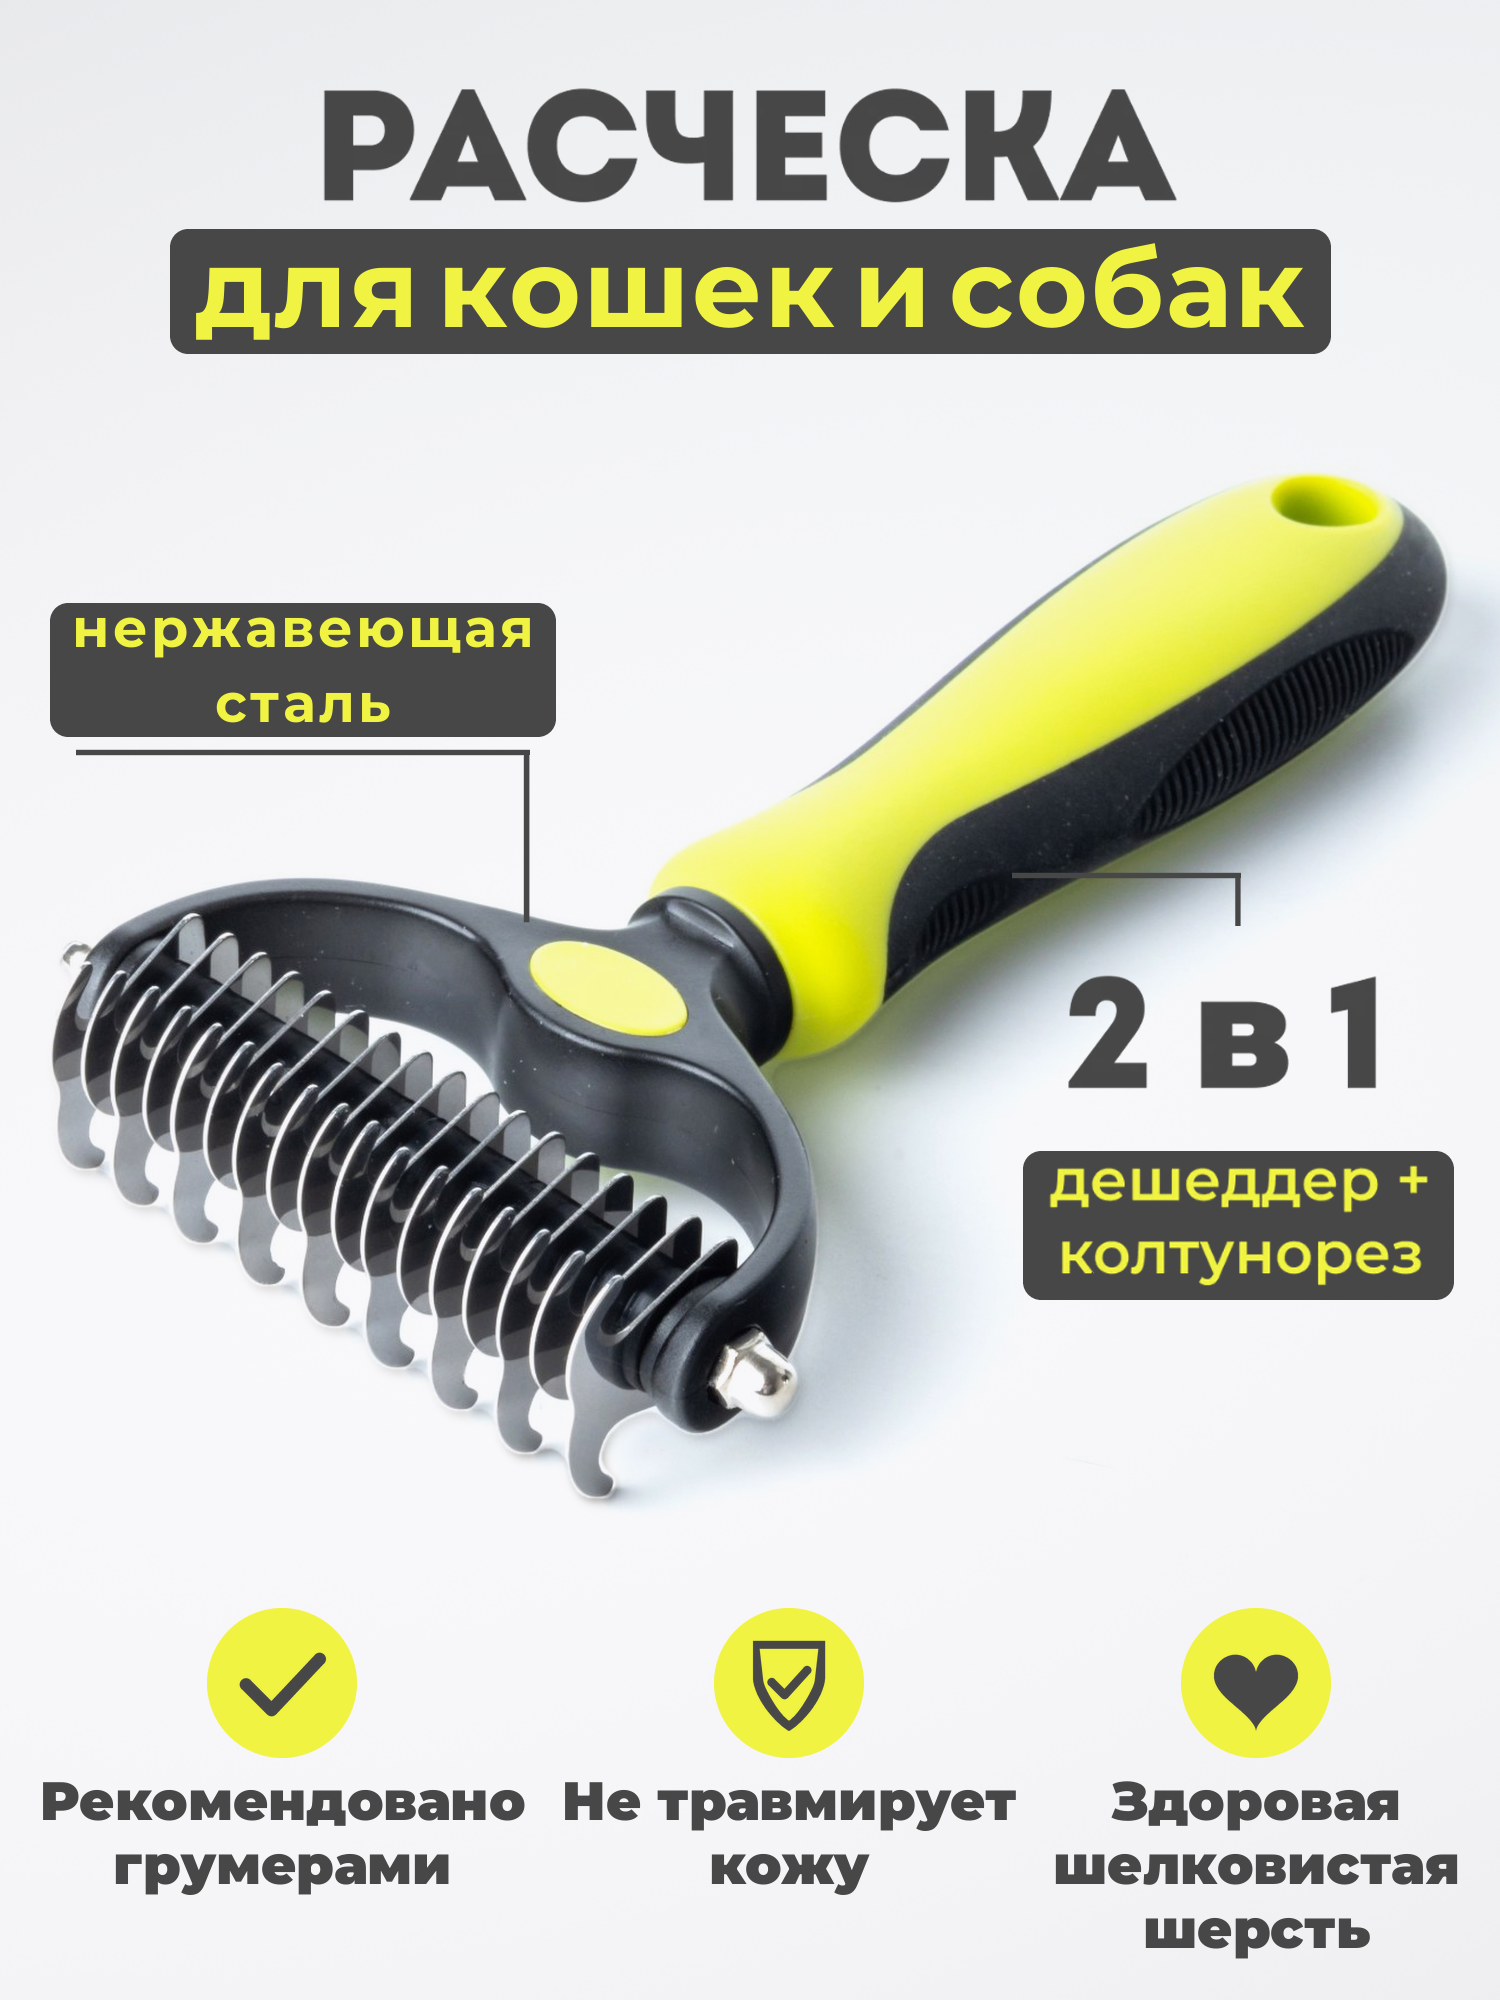 РАСЧЕСКА
для кошек и собак
нержавеющая
сталь
2 в 1
дешеддер +
колтунорез
Рекомендовано
грумерами
Не травмирует
кожу
Здоровая
шелковистая
шерсть